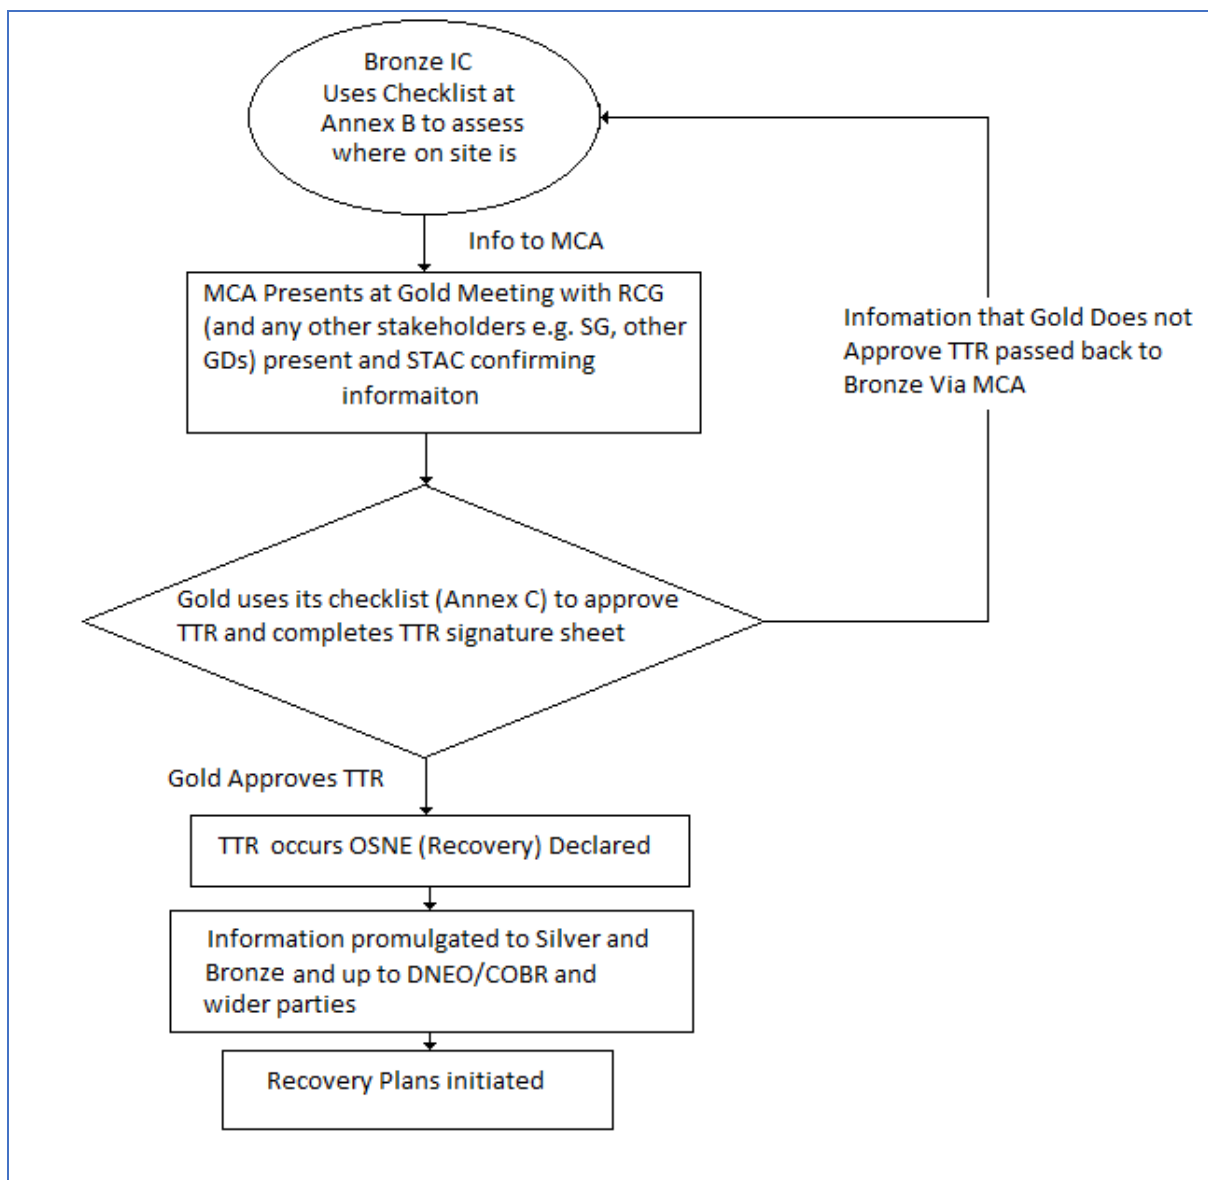 Bronze IC
Uses Checklist at
Annex B to assess
where on site is
Info to MCA
MCA Presents at Gold Meeting with RCG
(and any other stakeholders e.g. SG, other
GDs) present and STAC confirming
informaiton
Infomation that Gold Does not
Approve TTR passed back to
Bronze Via MCA
Gold uses its checklist (Annex C) to approve
TTR and completes TTR signature sheet
Gold Approves TTR
TTR occurs OSNE (Recovery) Declared
Information promulgated to Silver and
Bronze and up to DNEO/COBR and
wider parties
Recovery Plans initiated